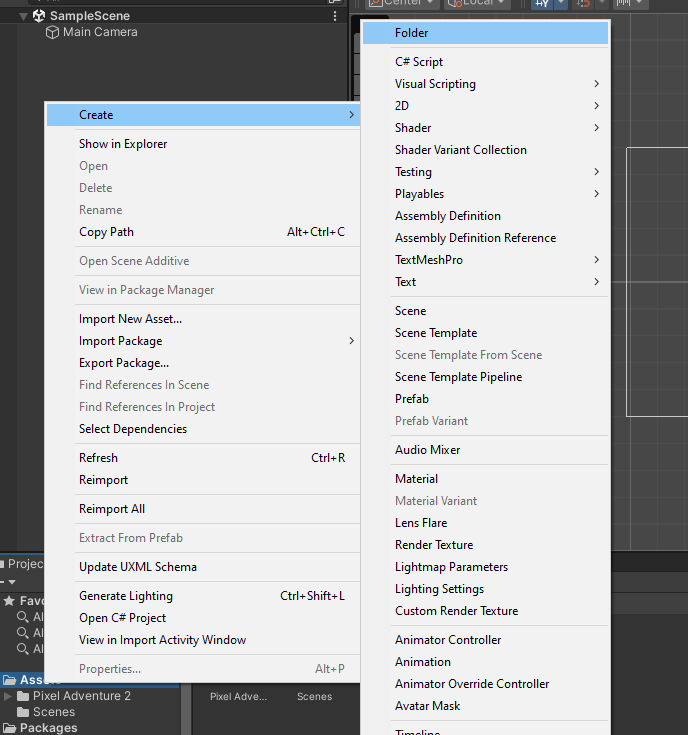 SampleScene
Main Camera
Center
Local
Create
Show in Explorer
Open
Delete
Rename
Copy Path Alt+Ctrl+C
Open Scene Additive
View in Package Manager
Import New Asset...
Import Package
Export Package...
Find References In Scene
Find References In Project
Select Dependencies
Refresh Ctrl+R
Reimport
Reimport All
Extract From Prefab
Update UXML Schema
Generate Lighting Ctrl+Shift+L
Open C# Project
View in Import Activity Window
Properties... Alt+P
Folder
C# Script
Visual Scripting
2D
Shader
Shader Variant Collection
Testing
Playables
Assembly Definition
Assembly Definition Reference
TextMeshPro
Text
Scene
Scene Template
Scene Template From Scene
Scene Template Pipeline
Prefab
Prefab Variant
Audio Mixer
Material
Material Variant
Lens Flare
Render Texture
Lightmap Parameters
Lighting Settings
Custom Render Texture
Animator Controller
Animation
Animator Override Controller
Avatar Mask
Timeline
Projec
Favo
Al
Al
Al
Asse
Pixel Adventure 2
Scenes
Packages
Pixel Adve... Scenes